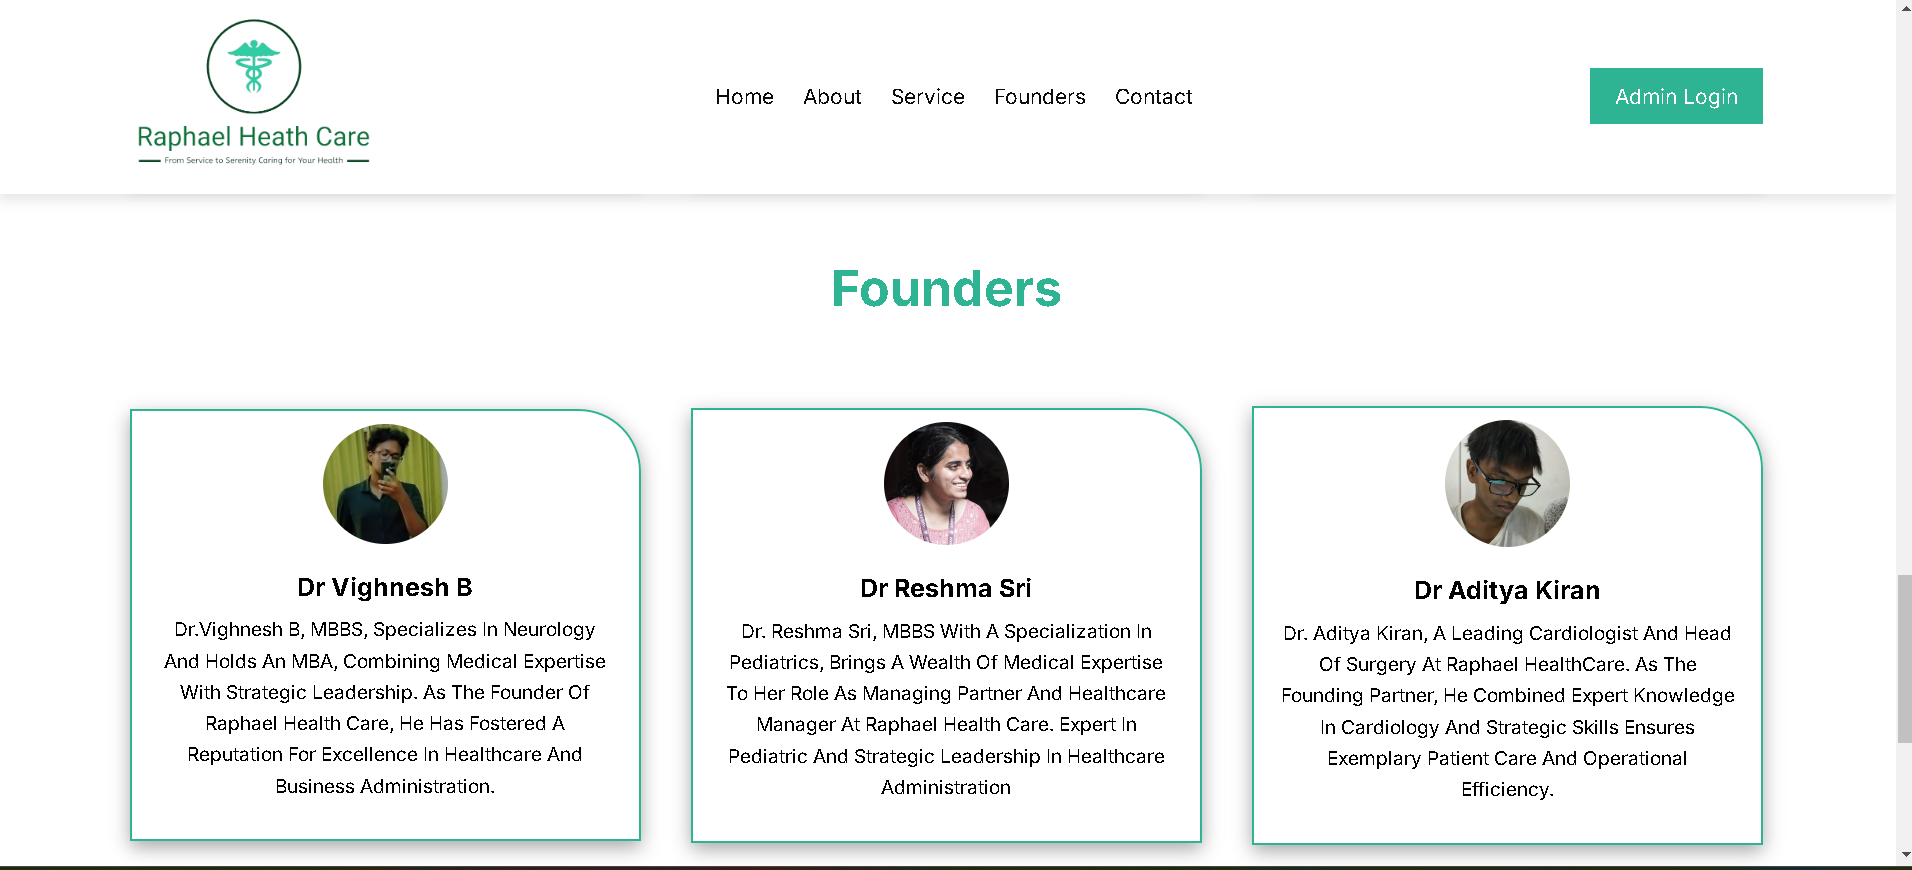 Raphael Heath Care
From Service to Serenity Caring for Your Health
Home About Service Founders Contact
Admin Login
Founders
Dr Vighnesh B
Dr.Vighnesh B, MBBS, Specializes In Neurology
And Holds An MBA, Combining Medical Expertise
With Strategic Leadership. As The Founder Of
Raphael Health Care, He Has Fostered A
Reputation For Excellence In Healthcare And
Business Administration.
Dr Reshma Sri
Dr. Reshma Sri, MBBS With A Specialization In
Pediatrics, Brings A Wealth Of Medical Expertise
To Her Role As Managing Partner And Healthcare
Manager At Raphael Health Care. Expert In
Pediatric And Strategic Leadership In Healthcare
Administration
Dr Aditya Kiran
Dr. Aditya Kiran, A Leading Cardiologist And Head
Of Surgery At Raphael HealthCare. As The
Founding Partner, He Combined Expert Knowledge
In Cardiology And Strategic Skills Ensures
Exemplary Patient Care And Operational
Efficiency.